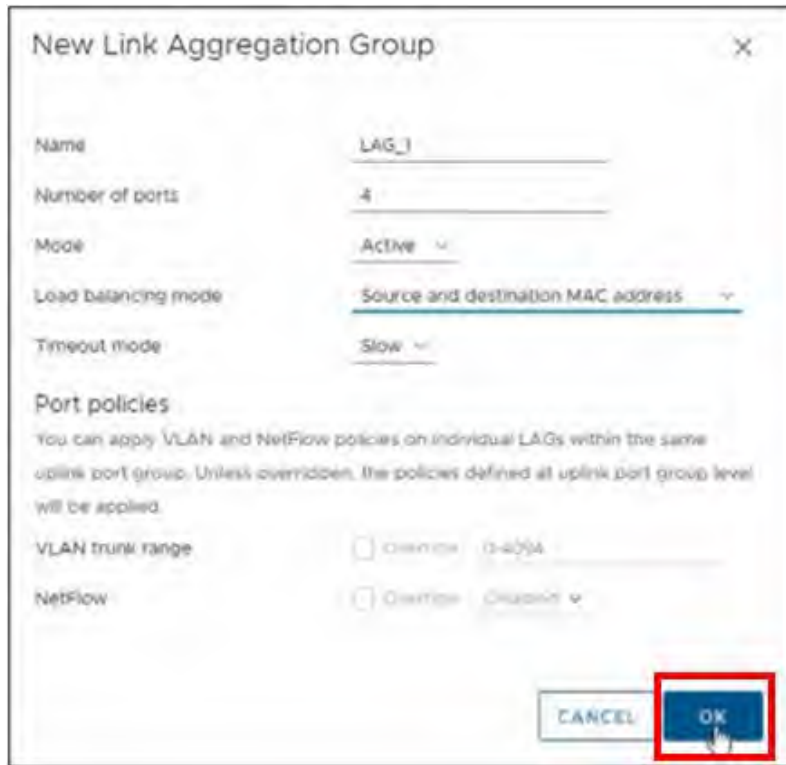 New Link Aggregation Group
Name LAG_1
Number of ports 4
Mode Active
Load balancing mode Source and destination MAC address
Timeout mode Slow
Port policies
You can apply VLAN and NetFlow policies on individual LAGs within the same
uplink port group. Unless overridden, the policies defined at uplink port group level
will be applied.
VLAN trunk range Override 0-4094
NetFlow Override Disabled
CANCEL OK